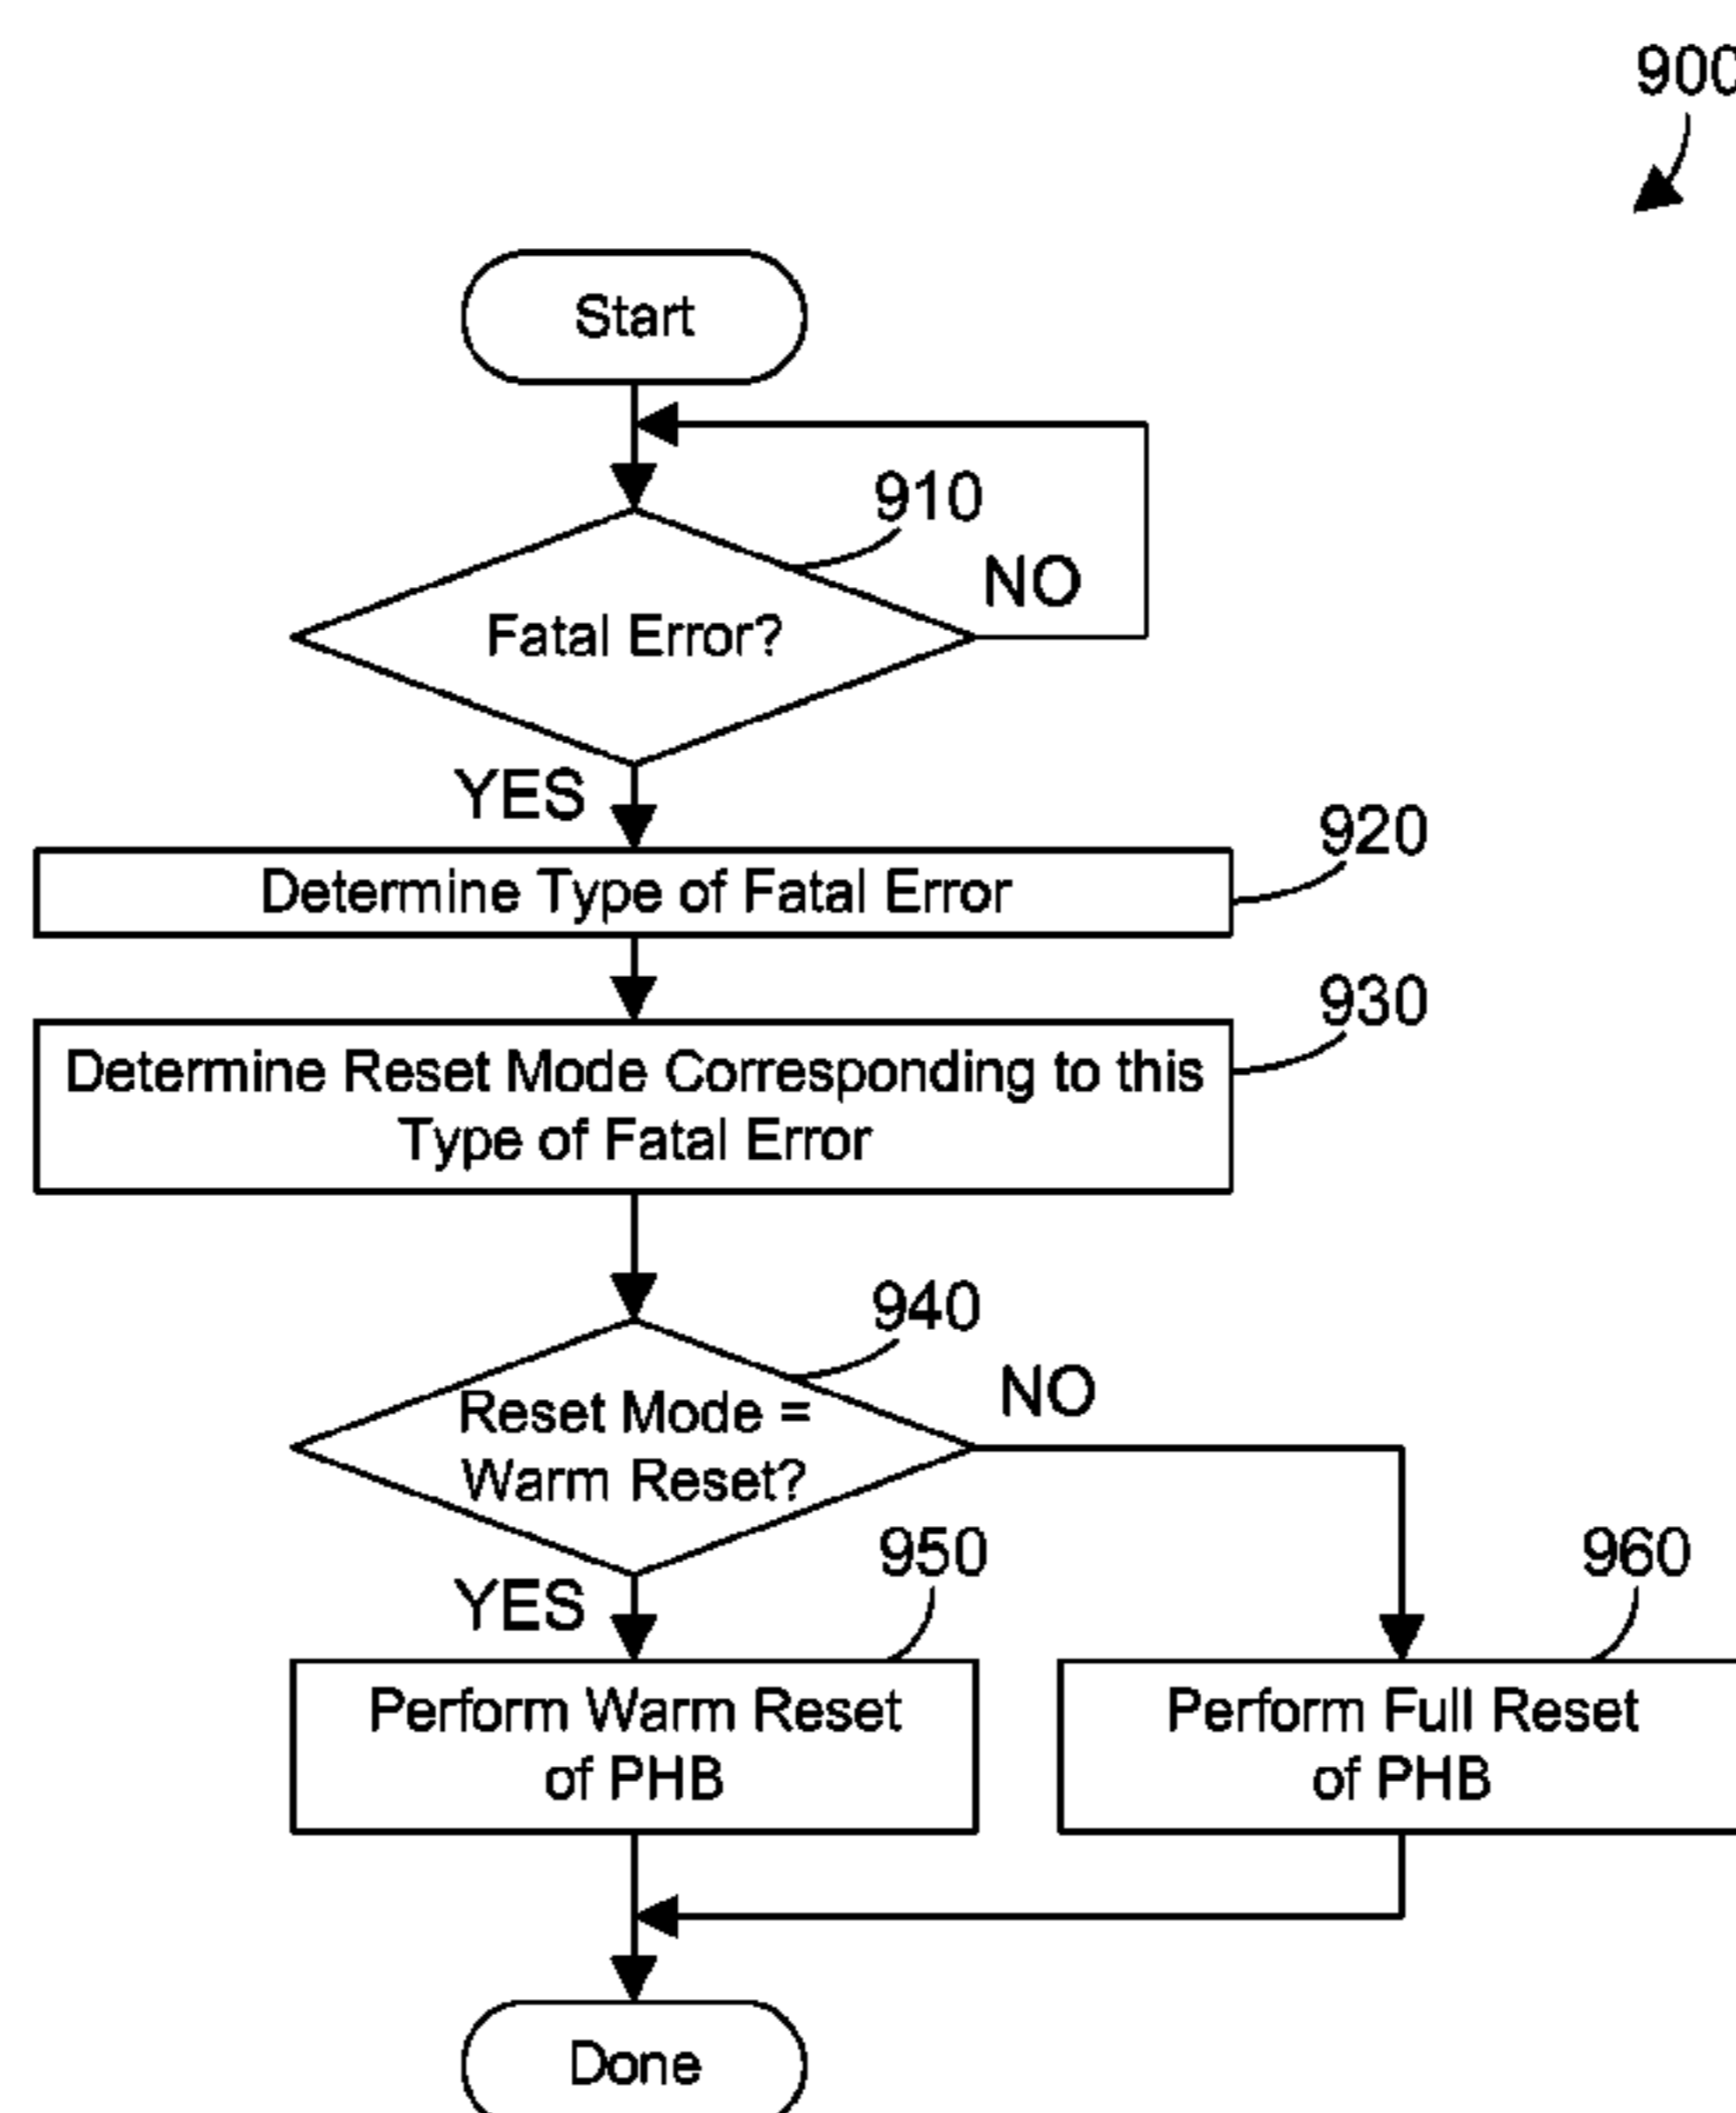 900
Start
910
NO
Fatal Error?
YES
920
Determine Type of Fatal Error
930
Determine Reset Mode Corresponding to this
Type of Fatal Error
940
NO
Reset Mode =
Warm Reset?
YES
950
960
Perform Warm Reset
of PHB
Perform Full Reset
of PHB
Done